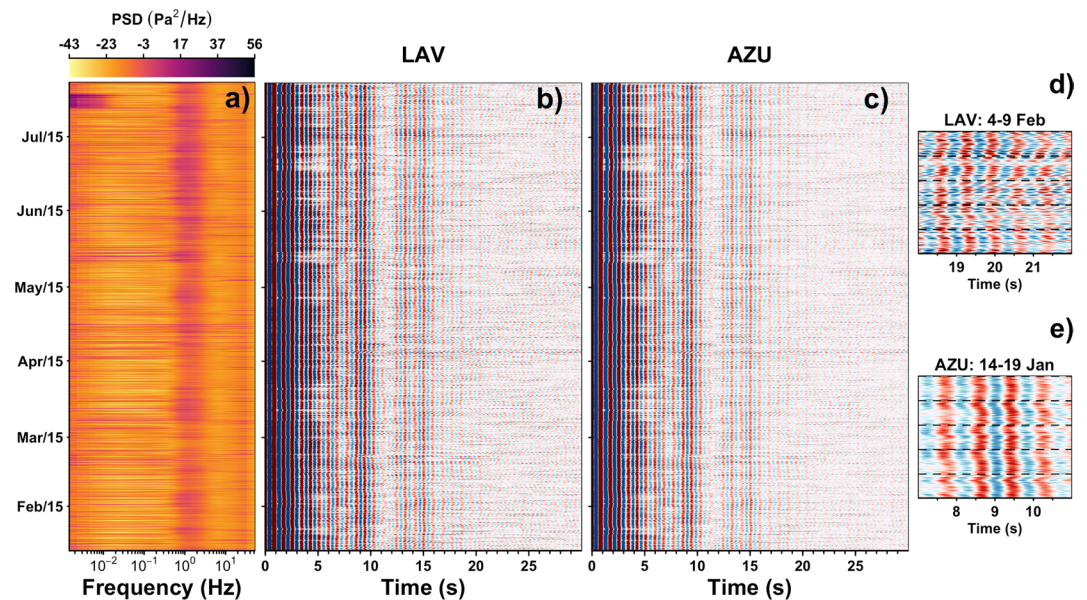 PSD (Pa²/Hz)
-43 -23 -3 17 37 56
LAV
AZU
a)
b)
c)
d)
LAV: 4-9 Feb
19 20 21
Time (s)
e)
AZU: 14-19 Jan
8 9 10
Time (s)
Jul/15
Jun/15
May/15
Apr/15
Mar/15
Feb/15
10⁻² 10⁻¹ 10⁰ 10¹
0 5 10 15 20 25
0 5 10 15 20 25
Frequency (Hz)
Time (s)
Time (s)